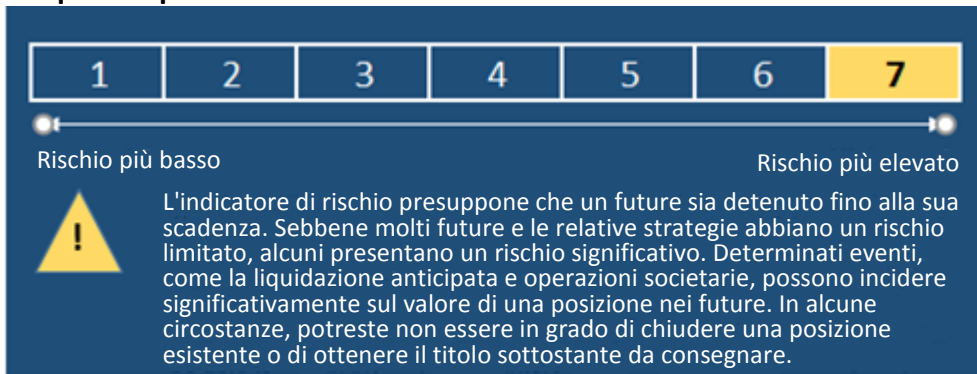 1 2 3 4 5 6 7
Rischio più basso Rischio più elevato
L'indicatore di rischio presuppone che un future sia detenuto fino alla sua
scadenza. Sebbene molti future e le relative strategie abbiano un rischio
! limitato, alcuni presentano un rischio significativo. Determinati eventi,
come la liquidazione anticipata e operazioni societarie, possono incidere
significativamente sul valore di una posizione nei future. In alcune
circostanze, potreste non essere in grado di chiudere una posizione
esistente o di ottenere il titolo sottostante da consegnare.